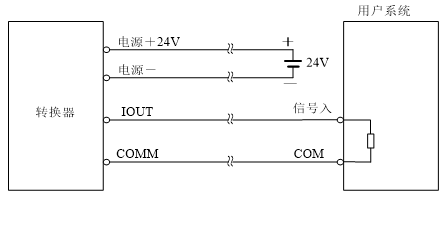 用户系统
电源＋24V
+
24V
电源－
—
转换器
IOUT
信号入
COMM
COM